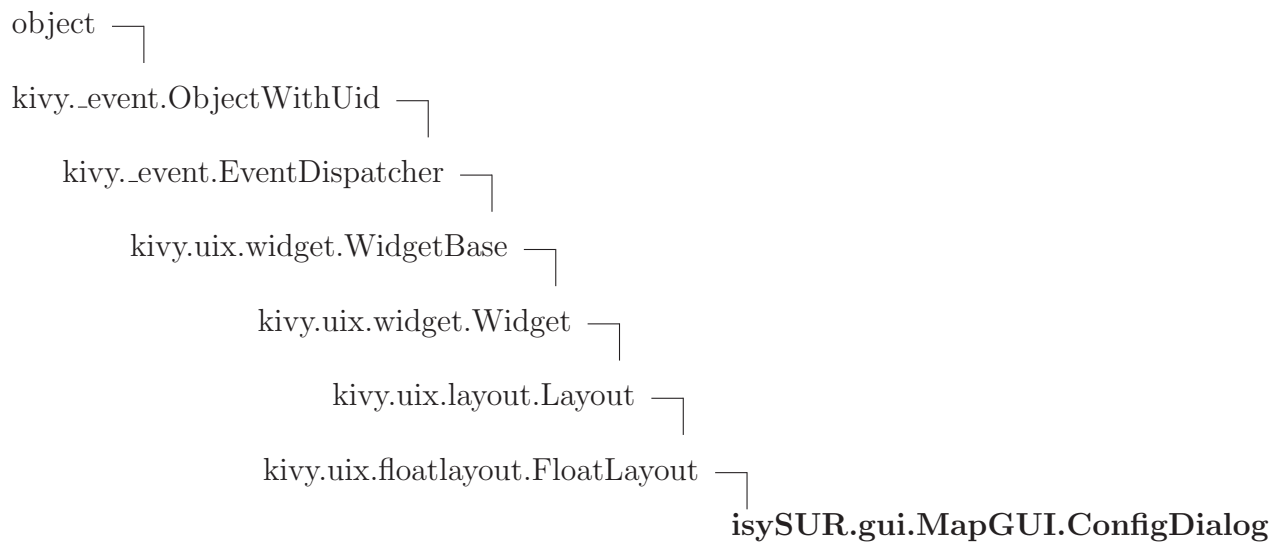 object
kivy._event.ObjectWithUid
kivy._event.EventDispatcher
kivy.uix.widget.WidgetBase
kivy.uix.widget.Widget
kivy.uix.layout.Layout
kivy.uix.floatlayout.FloatLayout
isySUR.gui.MapGUI.ConfigDialog